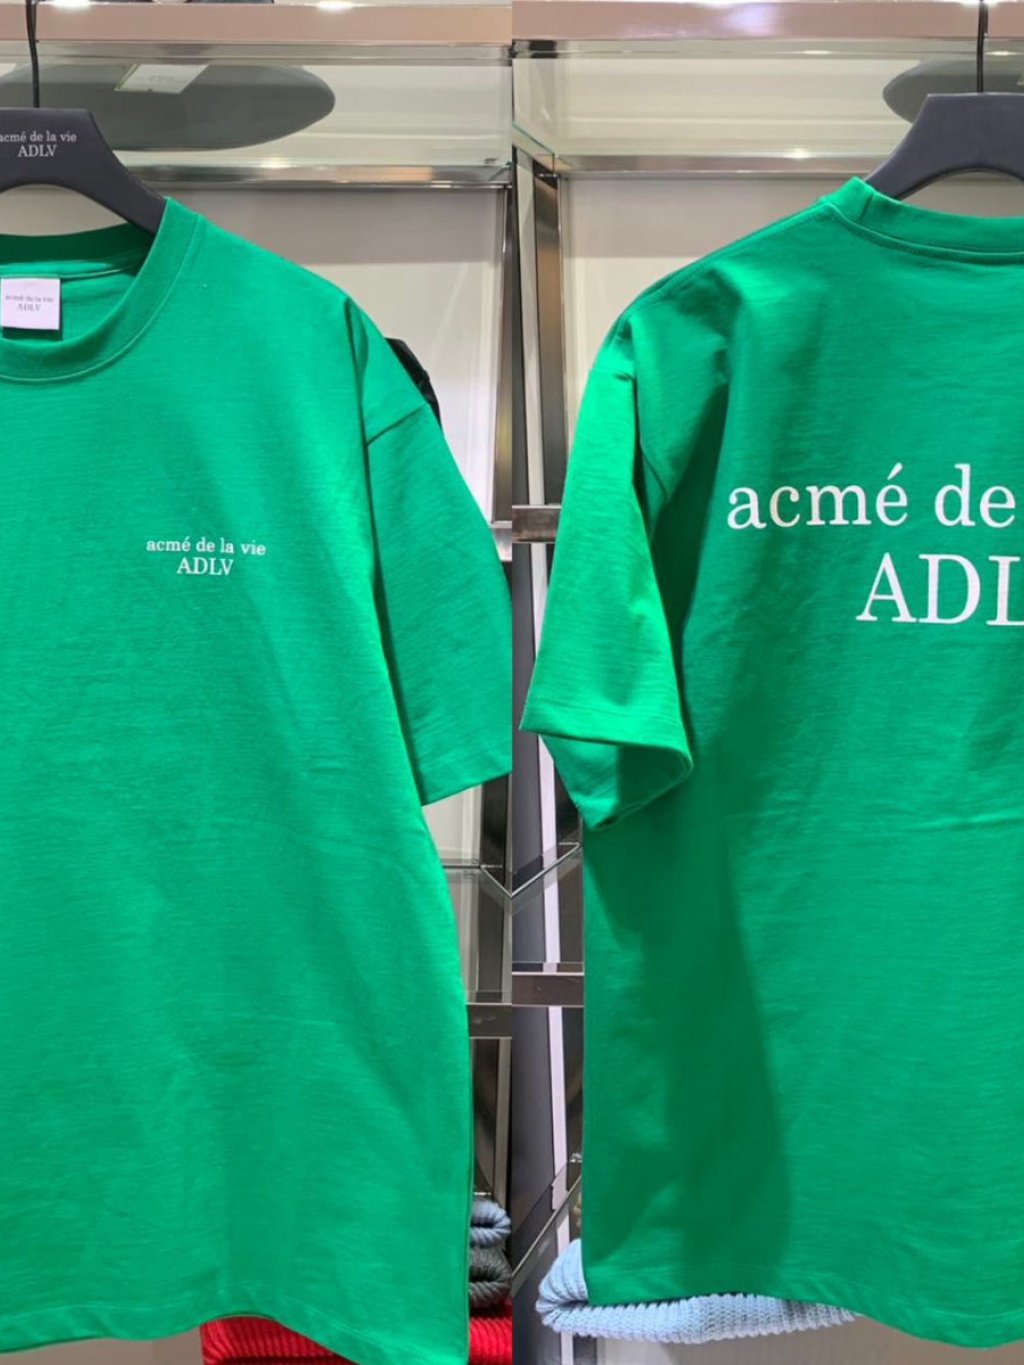 acmé de la vie
ADLV
acmé de la vie
ADLV
acmé de la vie
ADLV
acmé de
ADL